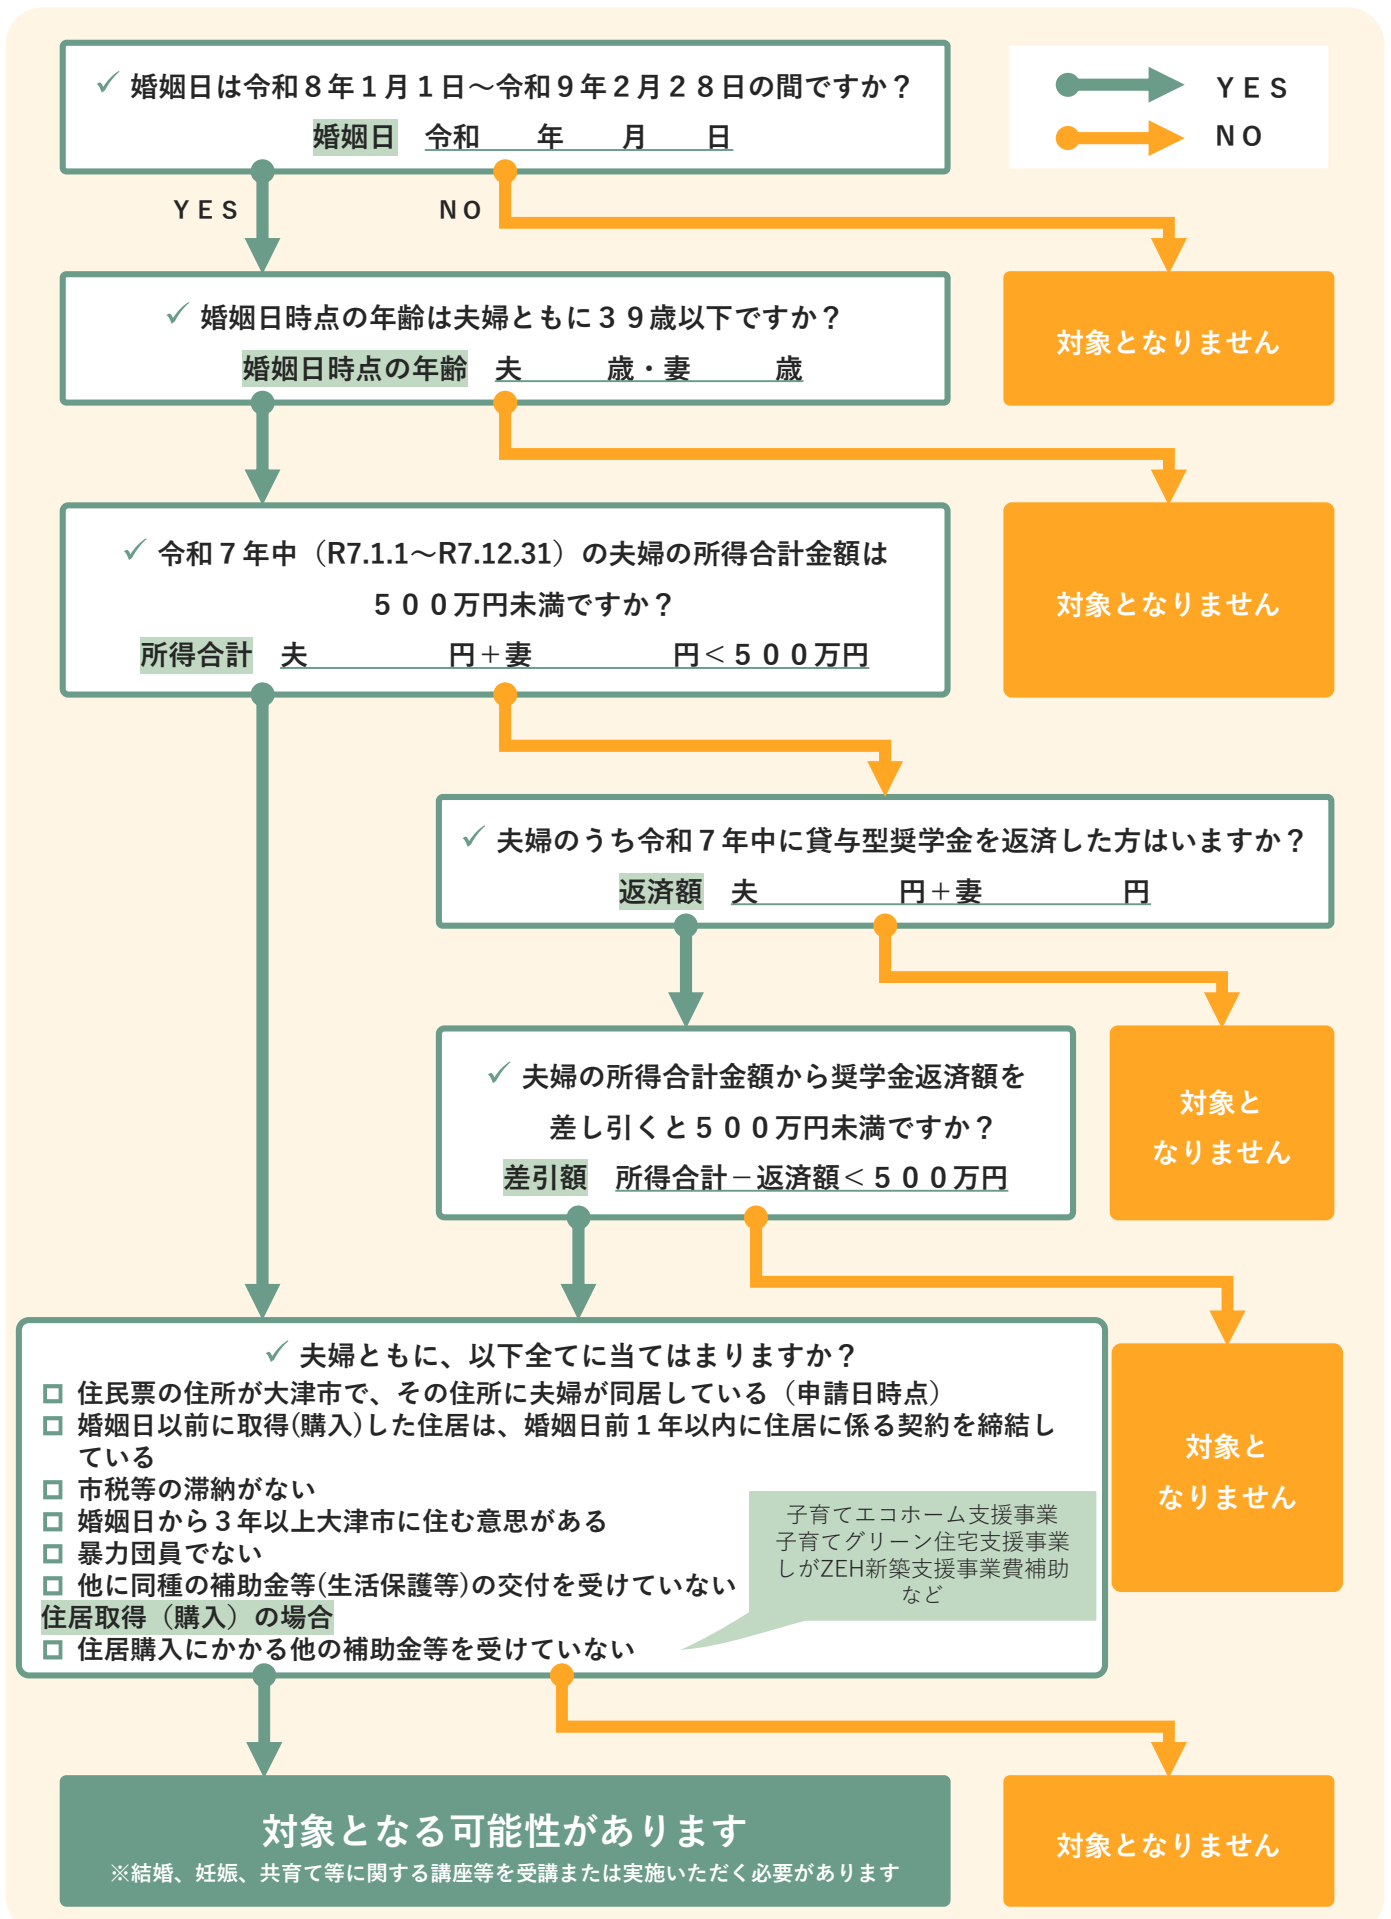 ✓ 婚姻日は令和８年１月１日～令和９年２月２８日の間ですか？
婚姻日　令和　　年　　月　　日
ＹＥＳ
ＮＯ
ＹＥＳ
ＮＯ
✓ 婚姻日時点の年齢は夫婦ともに３９歳以下ですか？
婚姻日時点の年齢　夫　　　歳・妻　　　歳
対象となりません
✓ 令和７年中（R7.1.1～R7.12.31）の夫婦の所得合計金額は
５００万円未満ですか？
所得合計　夫　　　　　円＋妻　　　　　円＜５００万円
対象となりません
✓ 夫婦のうち令和７年中に貸与型奨学金を返済した方はいますか？
返済額　夫　　　　　円＋妻　　　　　円
✓ 夫婦の所得合計金額から奨学金返済額を
差し引くと５００万円未満ですか？
差引額　所得合計－返済額＜５００万円
対象と
なりません
✓ 夫婦ともに、以下全てに当てはまりますか？
□ 住民票の住所が大津市で、その住所に夫婦が同居している（申請日時点）
□ 婚姻日以前に取得(購入)した住居は、婚姻日前１年以内に住居に係る契約を締結し
ている
□ 市税等の滞納がない
□ 婚姻日から３年以上大津市に住む意思がある
□ 暴力団員でない
□ 他に同種の補助金等(生活保護等)の交付を受けていない
住居取得（購入）の場合
□ 住居購入にかかる他の補助金等を受けていない
子育てエコホーム支援事業
子育てグリーン住宅支援事業
しがZEH新築支援事業費補助
など
対象と
なりません
対象となる可能性があります
※結婚、妊娠、共育て等に関する講座等を受講または実施いただく必要があります
対象となりません